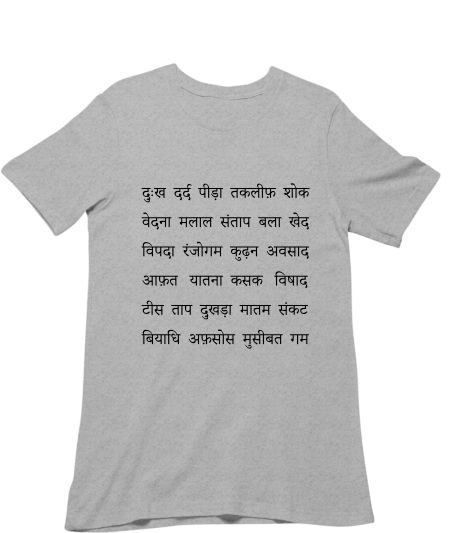 दुःख दर्द पीड़ा तकलीफ़ शोक
वेदना मलाल संताप बला खेद
विपदा रंजोगम कुढ़न अवसाद
आफ़त यातना कसक विषाद
टीस ताप दुखड़ा मातम संकट
बियाधि अफ़सोस मुसीबत गम